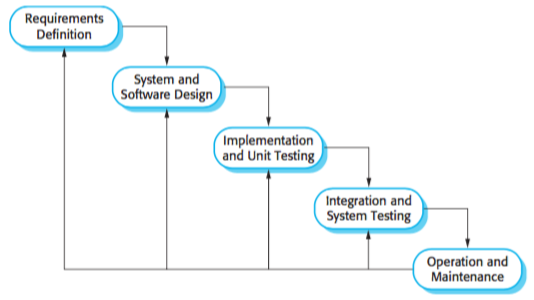 Requirements
Definition
System and
Software Design
Implementation
and Unit Testing
Integration and
System Testing
Operation and
Maintenance